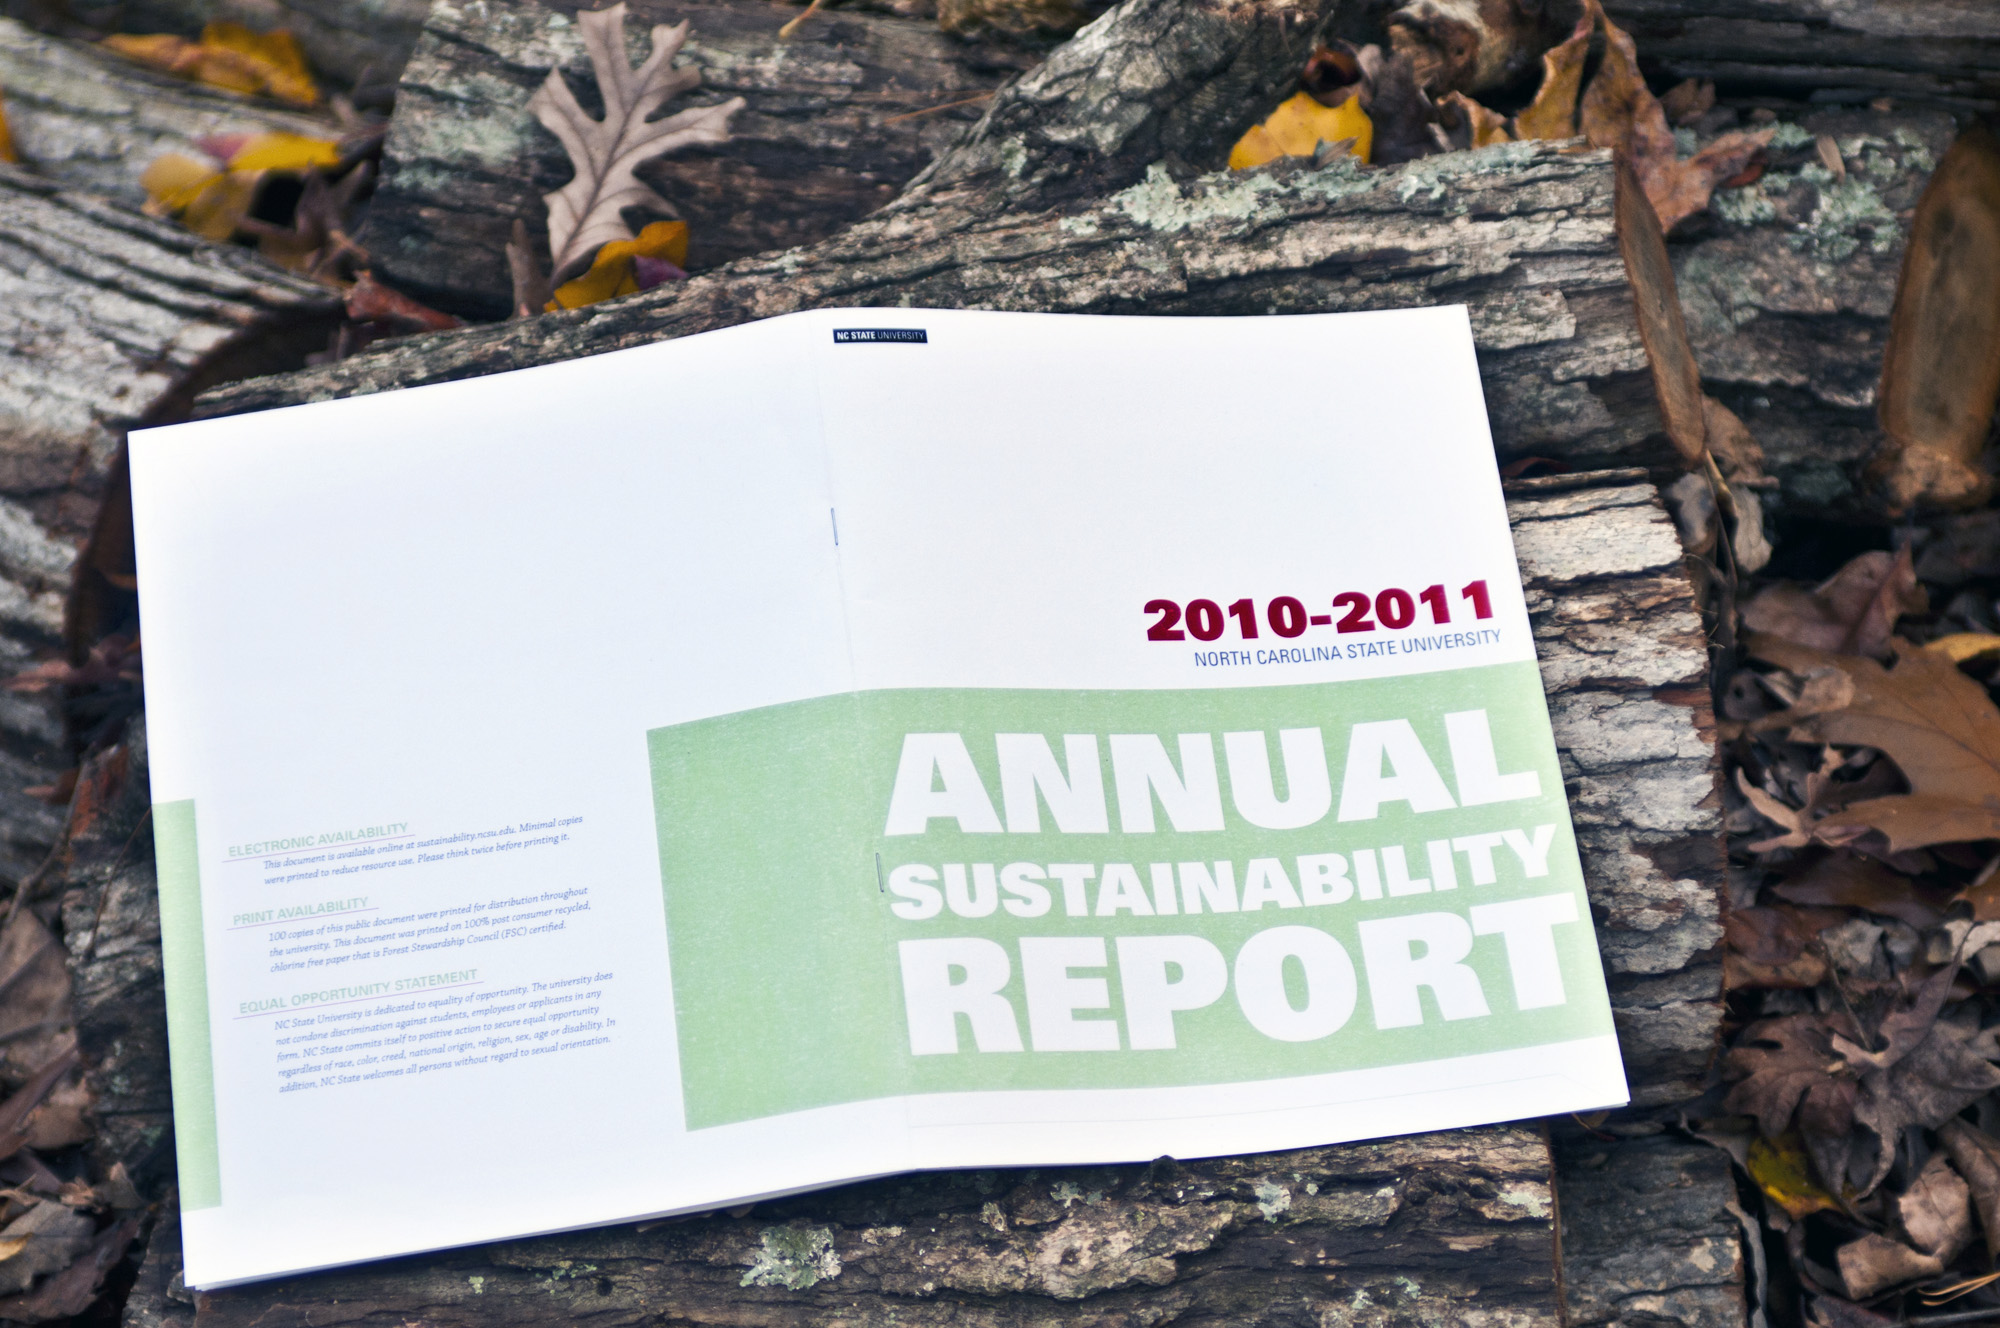 NC STATE UNIVERSITY
2010-2011
NORTH CAROLINA STATE UNIVERSITY
ANNUAL
SUSTAINABILITY
REPORT
ELECTRONIC AVAILABILITY
This document is available online at sustainability.ncsu.edu. Minimal copies
were printed to reduce resource use. Please think twice before printing it.
PRINT AVAILABILITY
100 copies of this public document were printed for distribution throughout
the university. This document was printed on 100% post consumer recycled,
chlorine free paper that is Forest Stewardship Council (FSC) certified.
EQUAL OPPORTUNITY STATEMENT
NC State University is dedicated to equality of opportunity. The university does
not condone discrimination against students, employees or applicants in any
form. NC State commits itself to positive action to secure equal opportunity
regardless of race, color, creed, national origin, religion, sex, age or disability. In
addition, NC State welcomes all persons without regard to sexual orientation.